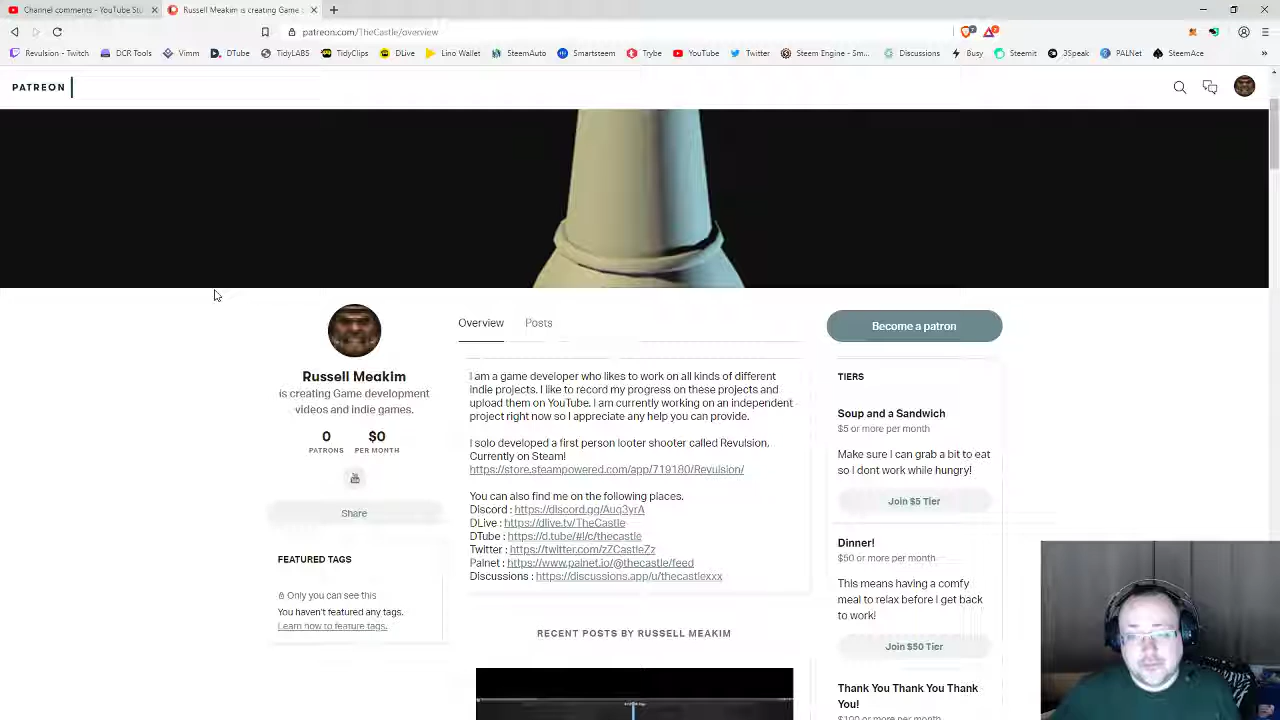 Channel comments - YouTube Stu
Russell Meakim is creating Game
patreon.com/TheCastle/overview
Revulsion - Twitch
DCR Tools
Vimm
DTube
TidyLABS
TidyClips
DLive
Lino Wallet
SteemAuto
Smartsteem
Trybe
YouTube
Twitter
Steem Engine - Sm...
Discussions
Busy
Steemit
3Speak
PALNet
SteemAce
»
PATREON
Russell Meakim
is creating Game development
videos and indie games.
0 $0
PATRONS PER MONTH
Share
FEATURED TAGS
Only you can see this
You haven't featured any tags.
Learn how to feature tags.
Overview Posts
I am a game developer who likes to work on all kinds of different
indie projects. I like to record my progress on these projects and
upload them on YouTube. I am currently working on an independent
project right now so I appreciate any help you can provide.
I solo developed a first person looter shooter called Revulsion,
Currently on Steam!
https://store.steampowered.com/app/719180/Revulsion/
You can also find me on the following places.
Discord : https://discord.gg/Auq3yrA
DLive : https://dlive.tv/TheCastle
DTube : https://d.tube/#!/c/thecastle
Twitter : https://twitter.com/zZCastleZz
Palnet : https://www.palnet.io/@thecastle/feed
Discussions : https://discussions.app/u/thecastlexxx
RECENT POSTS BY RUSSELL MEAKIM
Become a patron
TIERS
Soup and a Sandwich
$5 or more per month
Make sure I can grab a bit to eat
so I dont work while hungry!
Join $5 Tier
Dinner!
$50 or more per month
This means having a comfy
meal to relax before I get back
to work!
Join $50 Tier
Thank You Thank You Thank
You!
$100 or more per month